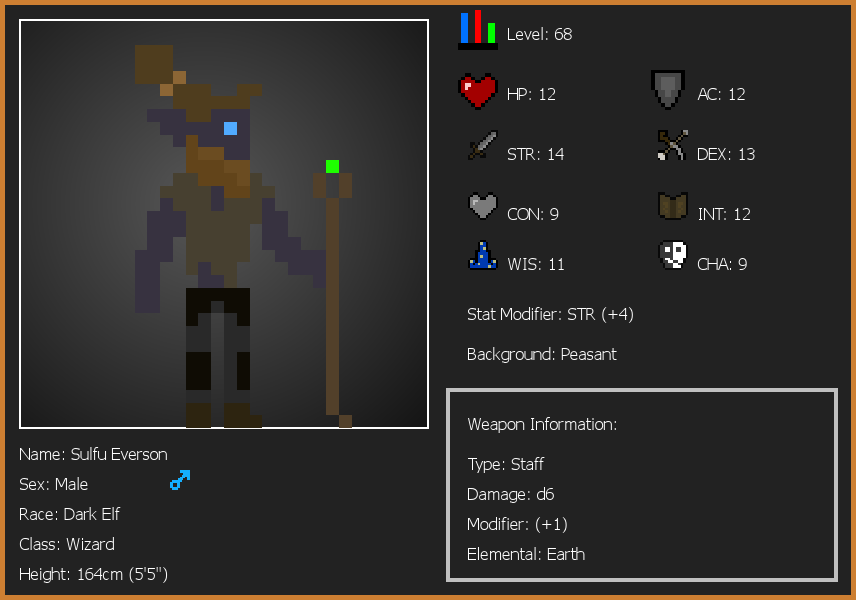 Level: 68
HP: 12
AC: 12
STR: 14
DEX: 13
CON: 9
INT: 12
WIS: 11
CHA: 9
Stat Modifier: STR (+4)
Background: Peasant
Weapon Information:
Type: Staff
Damage: d6
Modifier: (+1)
Elemental: Earth
Name: Sulfu Everson
Sex: Male
Race: Dark Elf
Class: Wizard
Height: 164cm (5'5")